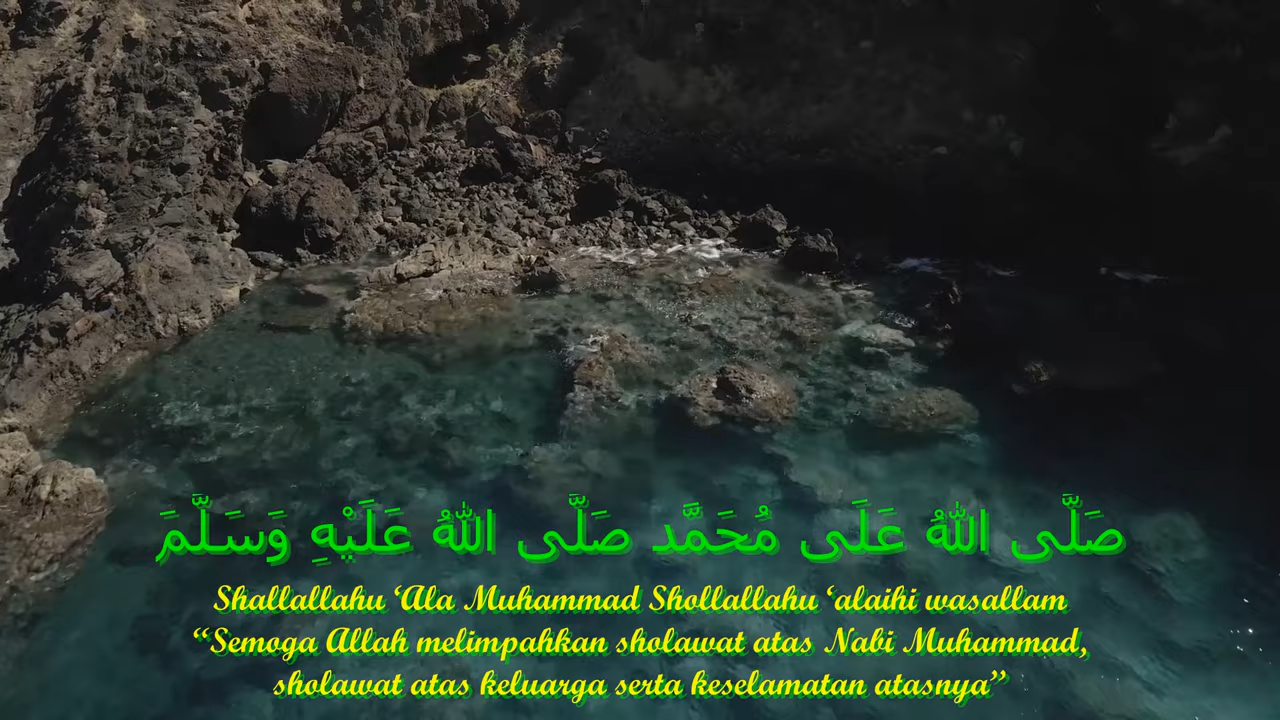 صَلَّى اللهُ عَلَى مُحَمَّد صَلَّى اللهُ عَلَيْهِ وَسَلَّمَ
Shallallahu ‘Ala Muhammad Shollallahu ‘alaihi wasallam
“Semoga Allah melimpahkan sholawat atas Nabi Muhammad,
sholawat atas keluarga serta keselamatan atasnya”